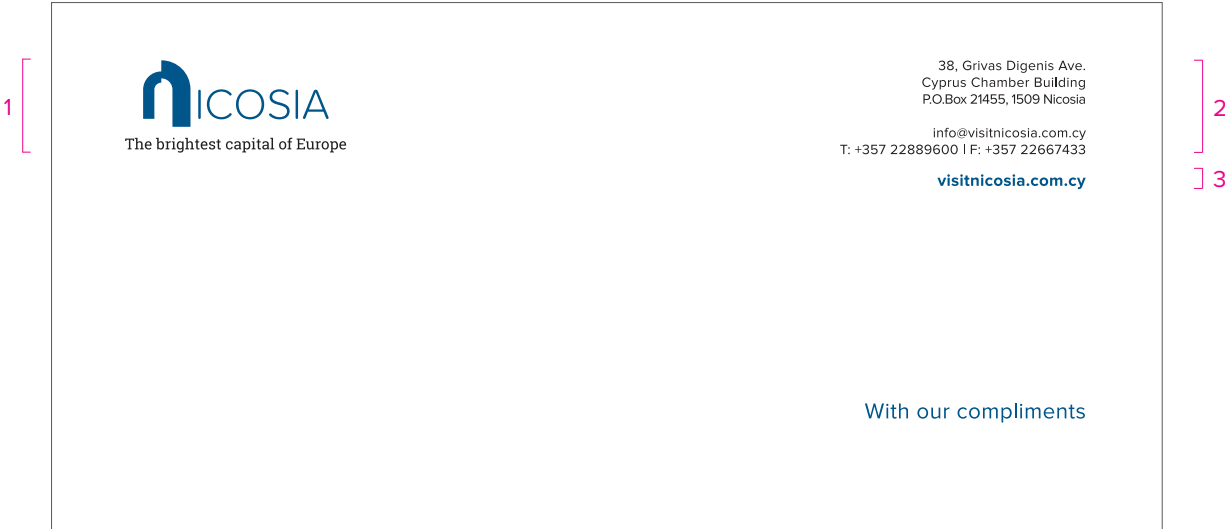 1
NICOSIA
The brightest capital of Europe
38, Grivas Digenis Ave.
Cyprus Chamber Building
P.O.Box 21455, 1509 Nicosia
info@visitnicosia.com.cy
T: +357 22889600 | F: +357 22667433
2
visitnicosia.com.cy
3
With our compliments